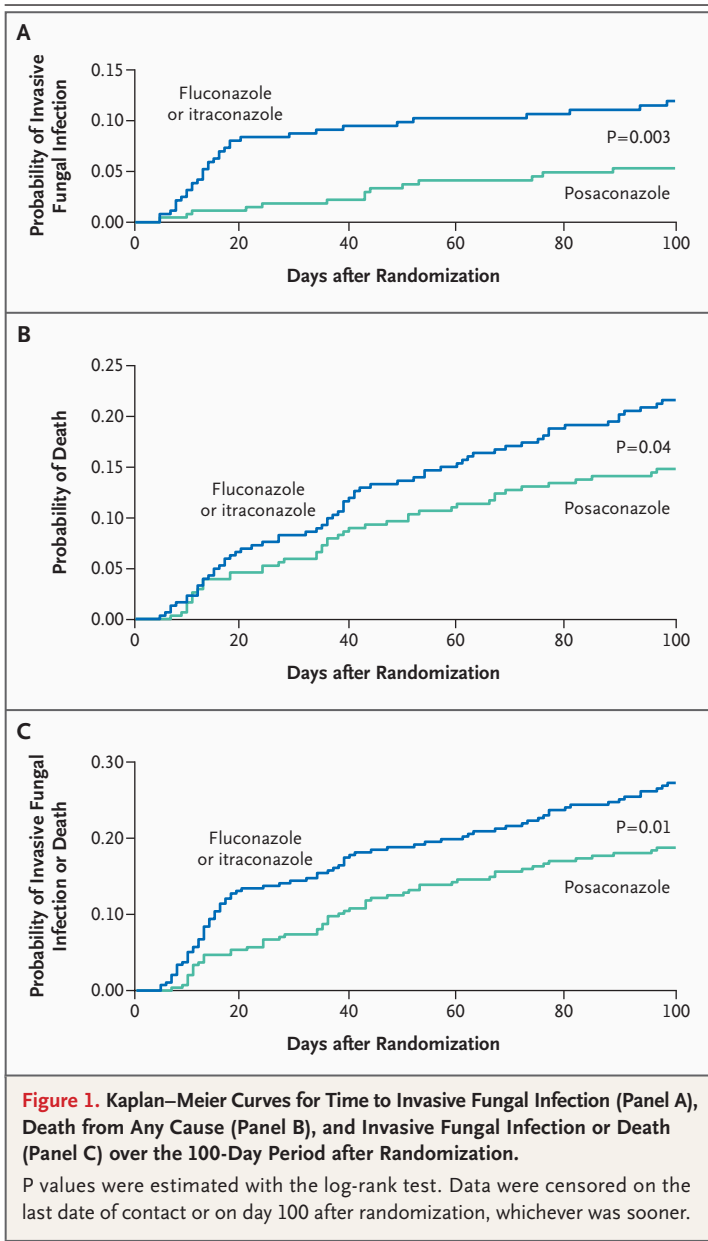 A
Probability of Invasive
Fungal Infection
0.15
0.10
0.05
0.00
Fluconazole
or itraconazole
P=0.003
Posaconazole
0
20
40
60
80
100
Days after Randomization
B
Probability of Death
0.25
0.20
0.15
0.10
0.05
0.00
Fluconazole
or itraconazole
P=0.04
Posaconazole
0
20
40
60
80
100
Days after Randomization
C
Probability of Invasive Fungal
Infection or Death
0.30
0.20
0.10
0.00
Fluconazole
or itraconazole
P=0.01
Posaconazole
0
20
40
60
80
100
Days after Randomization
Figure 1. Kaplan–Meier Curves for Time to Invasive Fungal Infection (Panel A),
Death from Any Cause (Panel B), and Invasive Fungal Infection or Death
(Panel C) over the 100-Day Period after Randomization.
P values were estimated with the log-rank test. Data were censored on the
last date of contact or on day 100 after randomization, whichever was sooner.